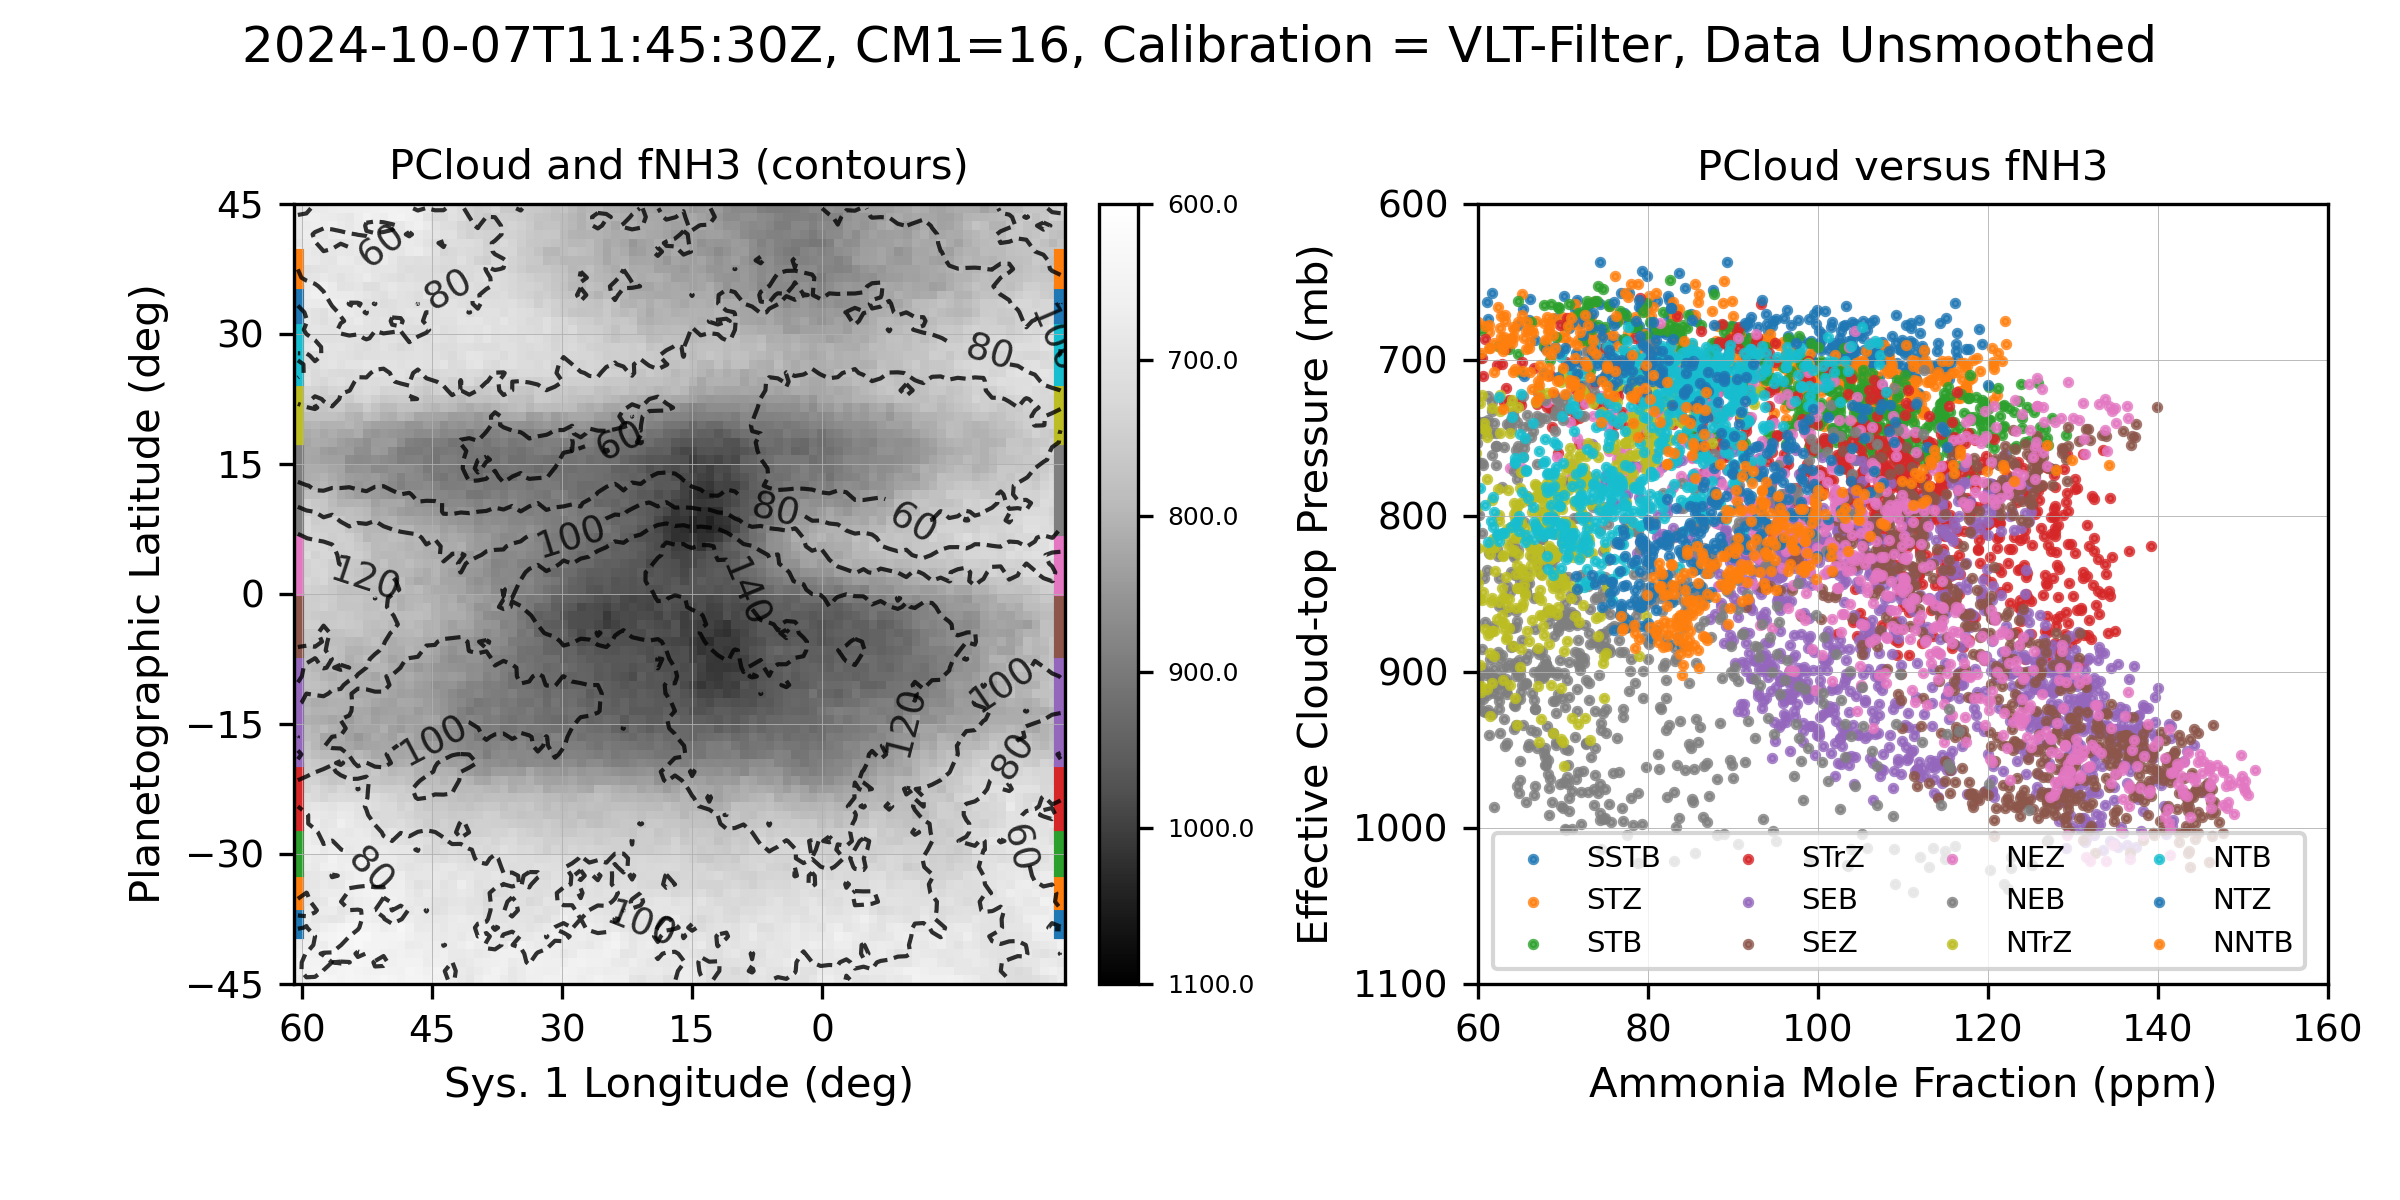 2024-10-07T11:45:30Z, CM1=16, Calibration = VLT-Filter, Data Unsmoothed
PCloud and fNH3 (contours)
Planetographic Latitude (deg)
45
30
15
0
−15
−30
−45
60
80
80
60
100
80
60
120
140
100
120
100
80
80
60
100
60
45
30
15
0
Sys. 1 Longitude (deg)
600.0
700.0
800.0
900.0
1000.0
1100.0
PCloud versus fNH3
Effective Cloud-top Pressure (mb)
600
700
800
900
1000
1100
SSTB
STZ
STB
STrZ
SEB
SEZ
NEZ
NEB
NTrZ
NTB
NTZ
NNTB
60
80
100
120
140
160
Ammonia Mole Fraction (ppm)